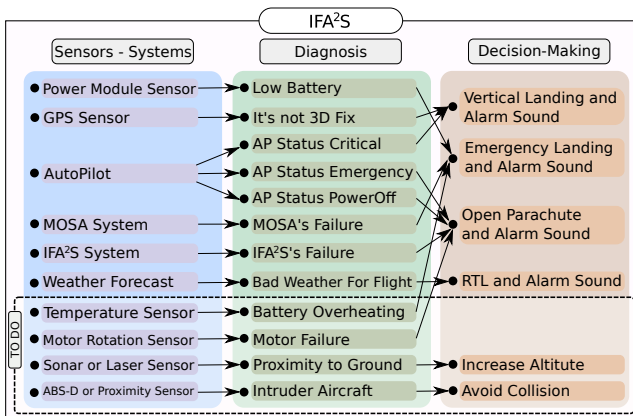 IFA²S
Sensors - Systems
Diagnosis
Decision-Making
Power Module Sensor
GPS Sensor
AutoPilot
MOSA System
IFA²S System
Weather Forecast
Temperature Sensor
Motor Rotation Sensor
Sonar or Laser Sensor
ABS-D or Proximity Sensor
Low Battery
It's not 3D Fix
AP Status Critical
AP Status Emergency
AP Status PowerOff
MOSA's Failure
IFA²S's Failure
Bad Weather For Flight
Battery Overheating
Motor Failure
Proximity to Ground
Intruder Aircraft
Vertical Landing and
Alarm Sound
Emergency Landing
and Alarm Sound
Open Parachute
and Alarm Sound
RTL and Alarm Sound
Increase Altitute
Avoid Collision
TO DO